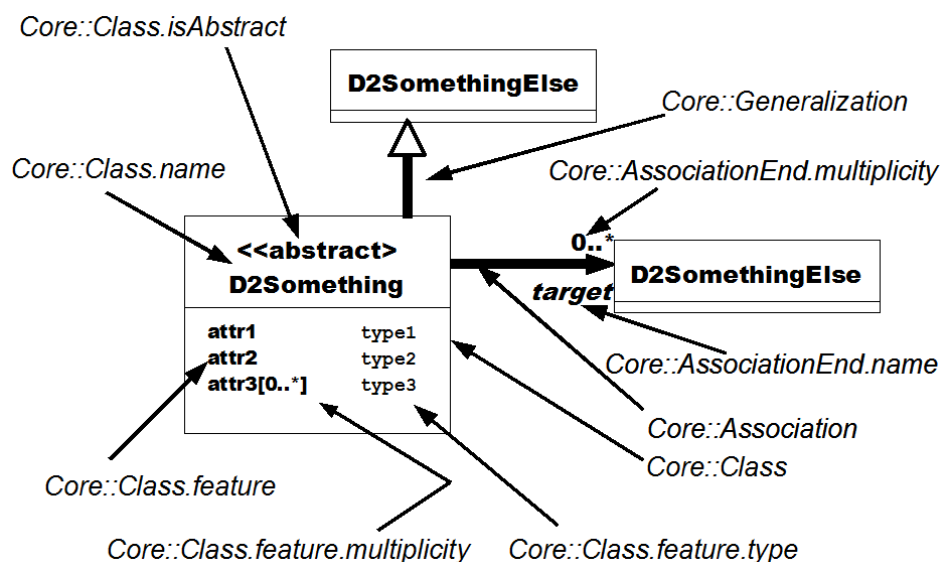 Core::Class.isAbstract
D2SomethingElse
Core::Generalization
Core::Class.name
Core::AssociationEnd.multiplicity
<<abstract>
D2Something
0..*
target
D2SomethingElse
attr1 type1
attr2 type2
attr3[0..*] type3
Core::AssociationEnd.name
Core::Association
Core::Class
Core::Class.feature
Core::Class.feature.multiplicity
Core::Class.feature.type